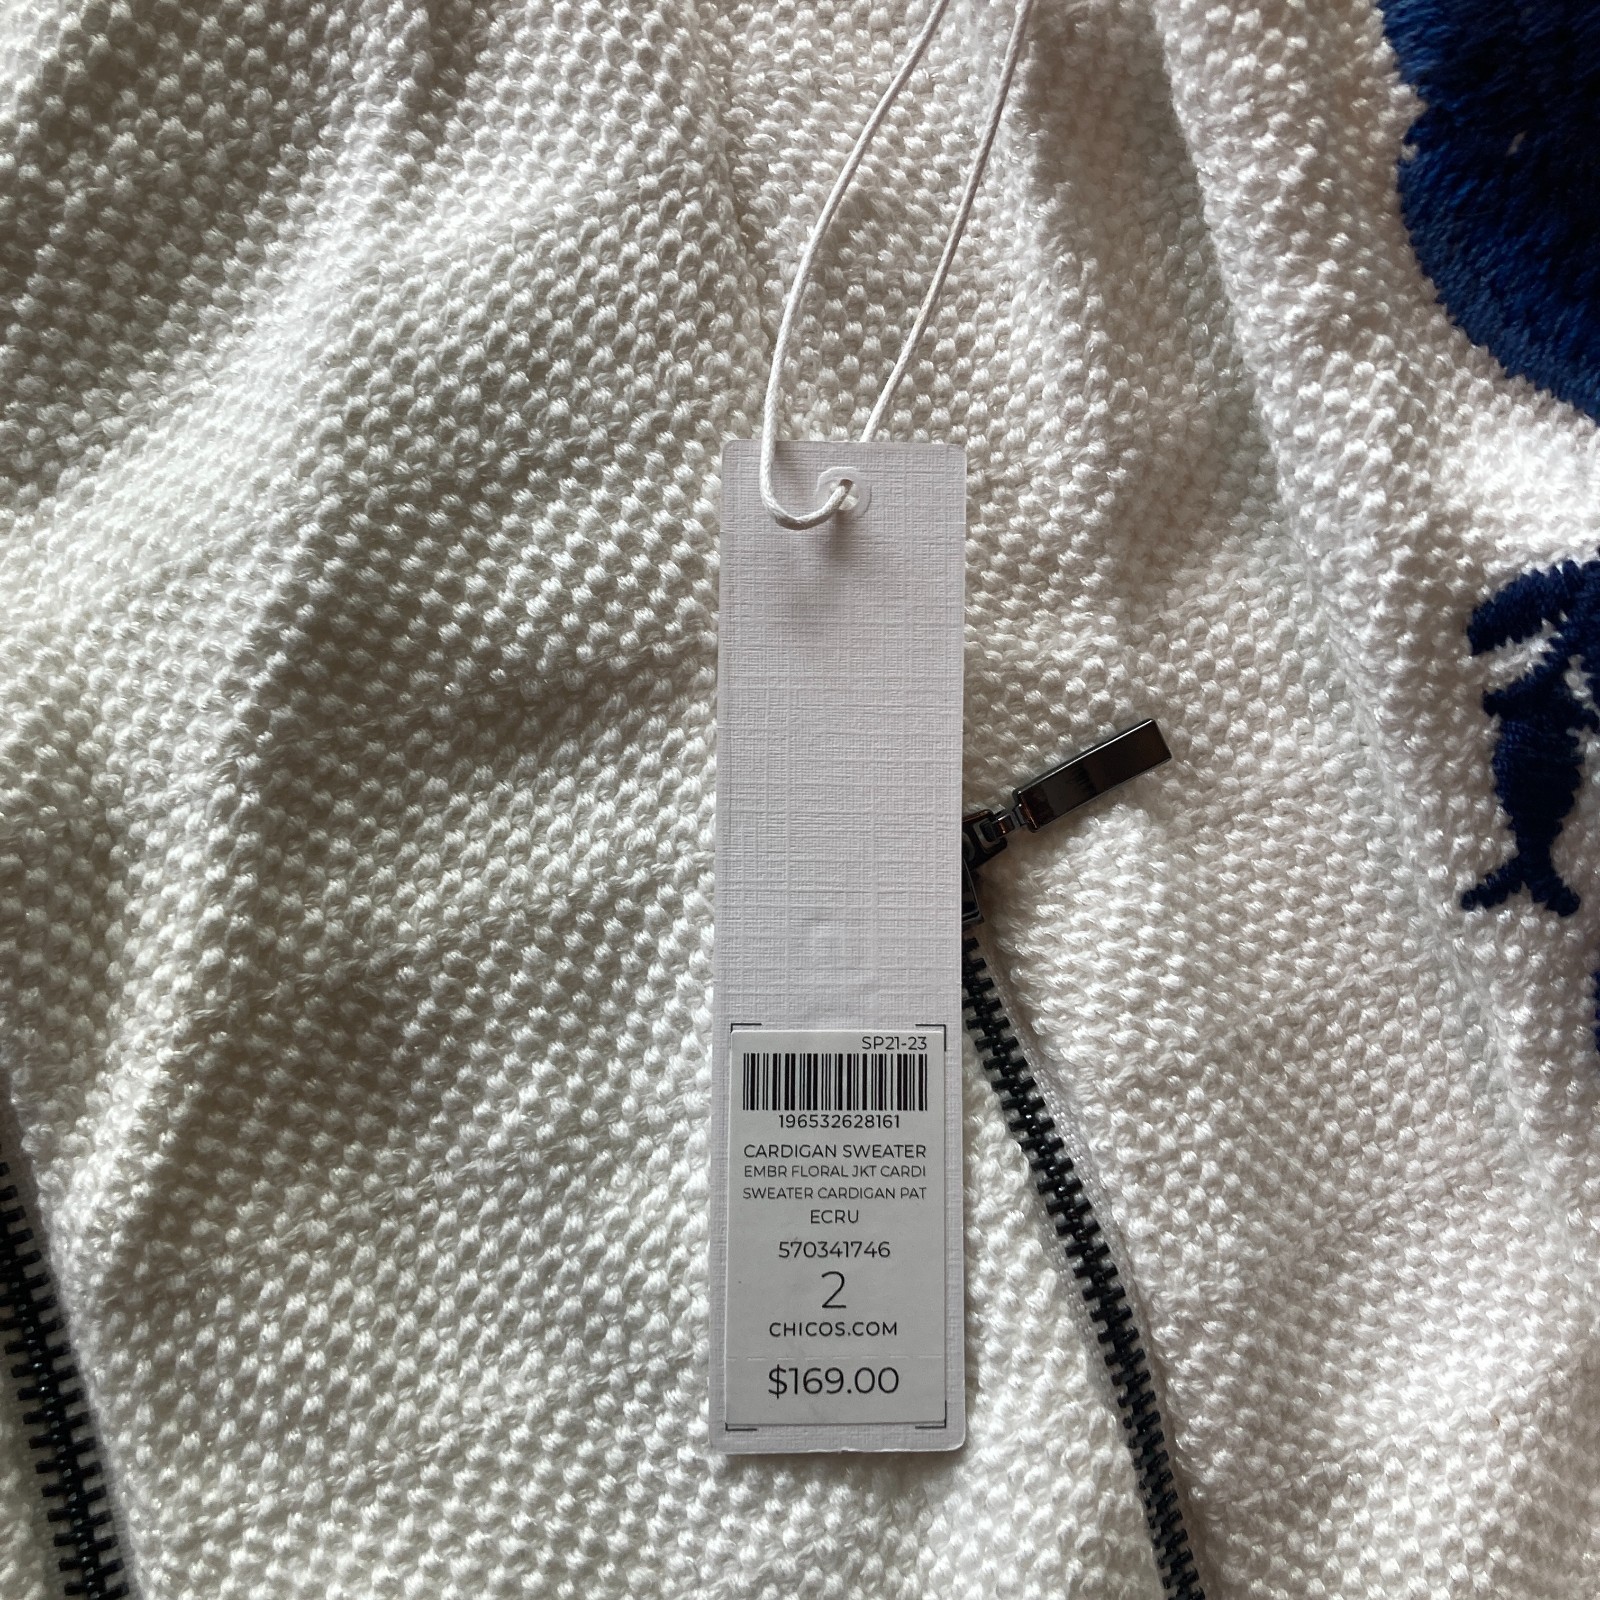 SP21-23
196532628161
CARDIGAN SWEATER
EMBR FLORAL JKT CARDI
SWEATER CARDIGAN PAT
ECRU
570341746
2
CHICOS.COM
$169.00